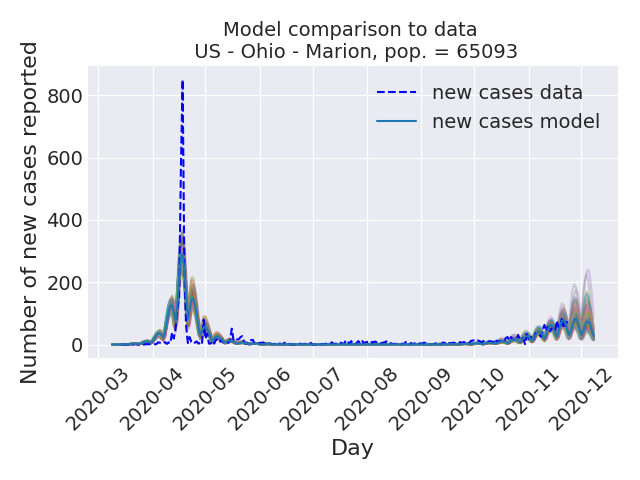 Model comparison to data
US - Ohio - Marion, pop. = 65093
Number of new cases reported
800
600
400
200
0
new cases data
new cases model
2020-03
2020-04
2020-05
2020-06
2020-07
2020-08
2020-09
2020-10
2020-11
2020-12
Day